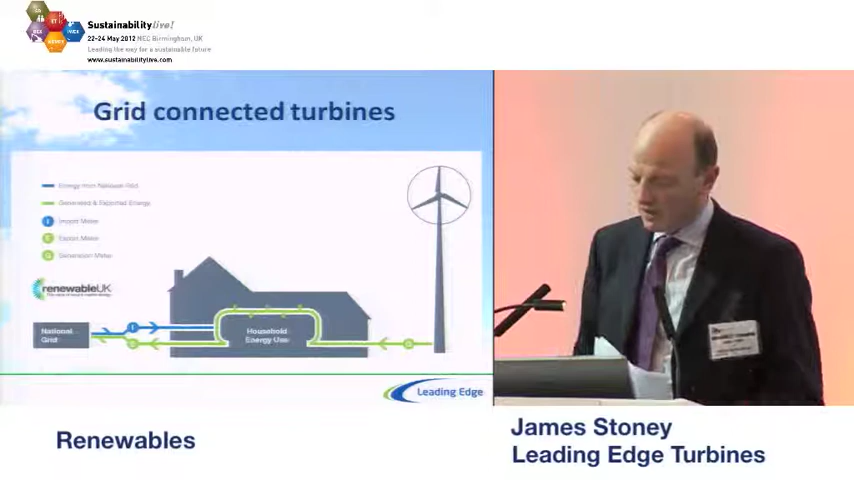 Sustainabilitylive!
22-24 May 2012 NEC Birmingham, UK
Leading the way for a sustainable future
www.sustainabilitylive.com
Grid connected turbines
Energy from National Grid
Generated & Exported Energy
Import Meter
Export Meter
Generation Meter
renewableUK
National
Grid
Household
Energy Use
Leading Edge
Renewables
James Stoney
Leading Edge Turbines